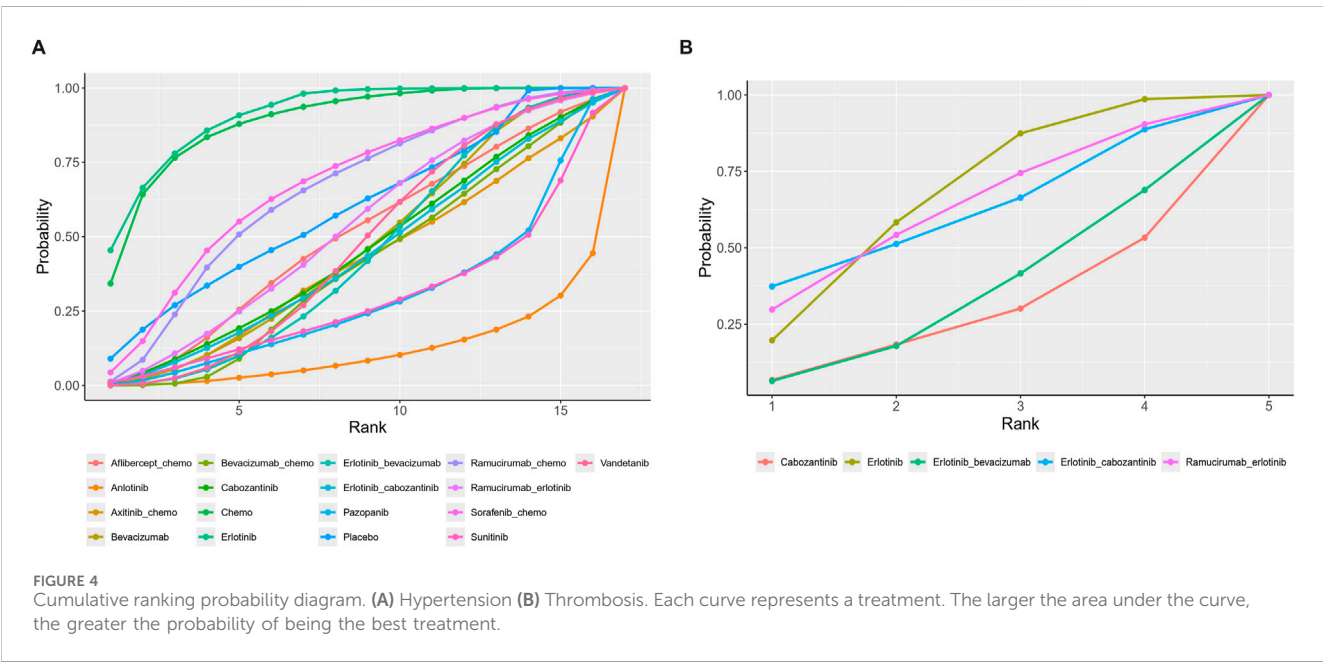 A
B
1.00
0.75
0.50
0.25
0.00
Probability
5
10
15
Rank
Aflibercept_chemo
Bevacizumab_chemo
Erlotinib_bevacizumab
Ramucirumab_chemo
Vandetanib
Anlotinib
Cabozantinib
Erlotinib_cabozantinib
Ramucirumab_erlotinib
Axitinib_chemo
Chemo
Pazopanib
Sorafenib_chemo
Bevacizumab
Erlotinib
Placebo
Sunitinib
1.00
0.75
0.50
0.25
Probability
1
2
3
4
5
Rank
Cabozantinib
Erlotinib
Erlotinib_bevacizumab
Erlotinib_cabozantinib
Ramucirumab_erlotinib
FIGURE 4
Cumulative ranking probability diagram. (A) Hypertension (B) Thrombosis. Each curve represents a treatment. The larger the area under the curve,
the greater the probability of being the best treatment.